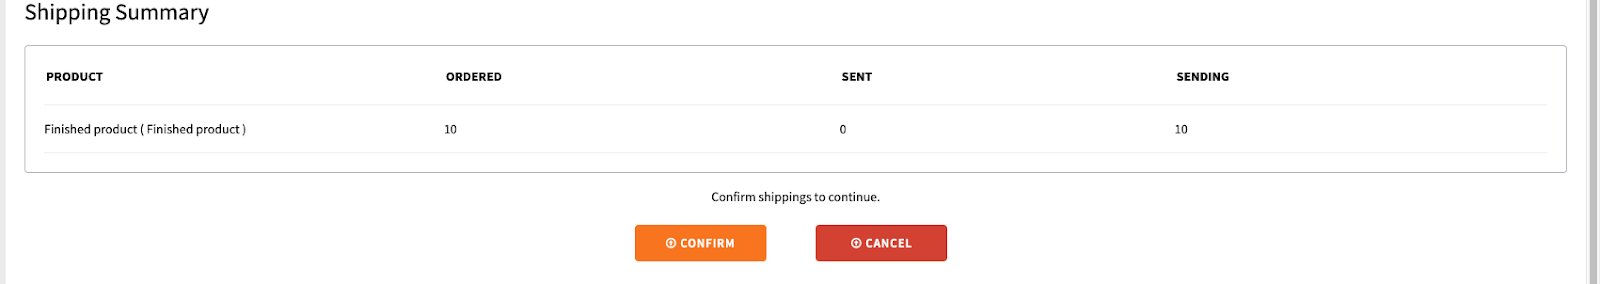 Shipping Summary
PRODUCT ORDERED SENT SENDING
Finished product ( Finished product ) 10 0 10
Confirm shippings to continue.
CONFIRM CANCEL